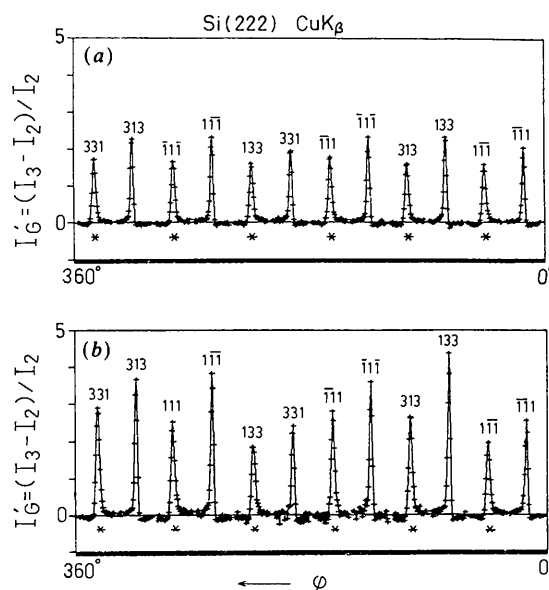 Si(222) CuKβ
(a)
I'G=(I3-I2)/I2
5
0
331 313 1̄11̄ 11̄1̄ 133 331 1̄11 1̄11̄ 313 133 11̄1̄ 1̄1̄1
* * * * * *
360° 0°
(b)
I'G=(I3-I2)/I2
5
0
331 313 111 11̄1̄ 133 331 1̄11 1̄11̄ 313 133 11̄1̄ 1̄1̄1
* * * * * *
360° ← φ 0